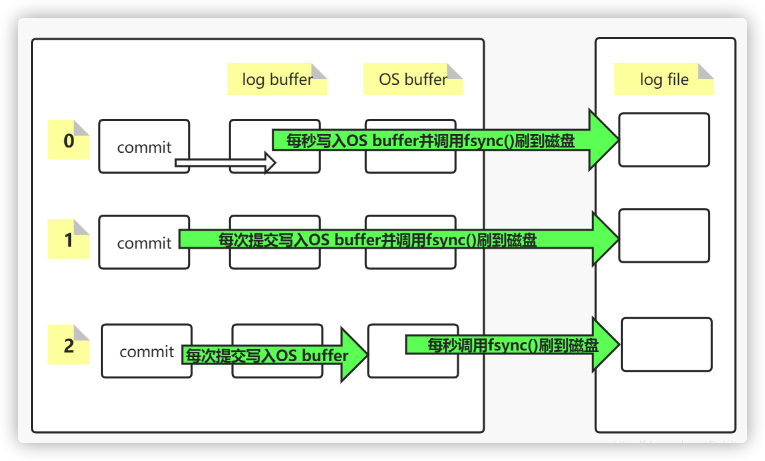 log buffer
OS buffer
log file
0
commit
每秒写入OS buffer并调用fsync()刷到磁盘
1
commit
每次提交写入OS buffer并调用fsync()刷到磁盘
2
commit
每次提交写入OS buffer
每秒调用fsync()刷到磁盘